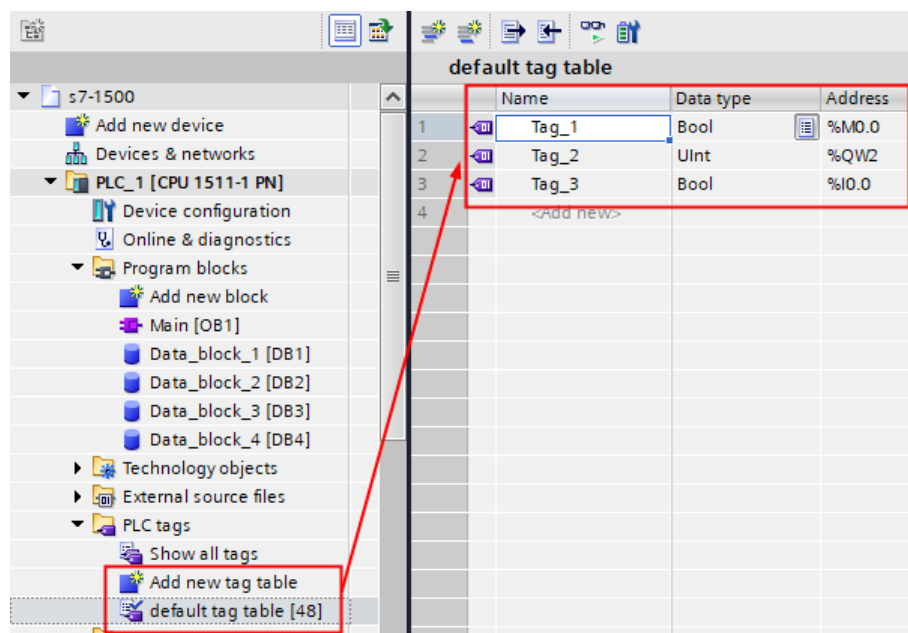 default tag table
s7-1500
Add new device
Devices & networks
PLC_1 [CPU 1511-1 PN]
Device configuration
Online & diagnostics
Program blocks
Add new block
Main [OB1]
Data_block_1 [DB1]
Data_block_2 [DB2]
Data_block_3 [DB3]
Data_block_4 [DB4]
Technology objects
External source files
PLC tags
Show all tags
Add new tag table
default tag table [48]
Name Data type Address
1 Tag_1 Bool %M0.0
2 Tag_2 UInt %QW2
3 Tag_3 Bool %I0.0
4 <Add new>